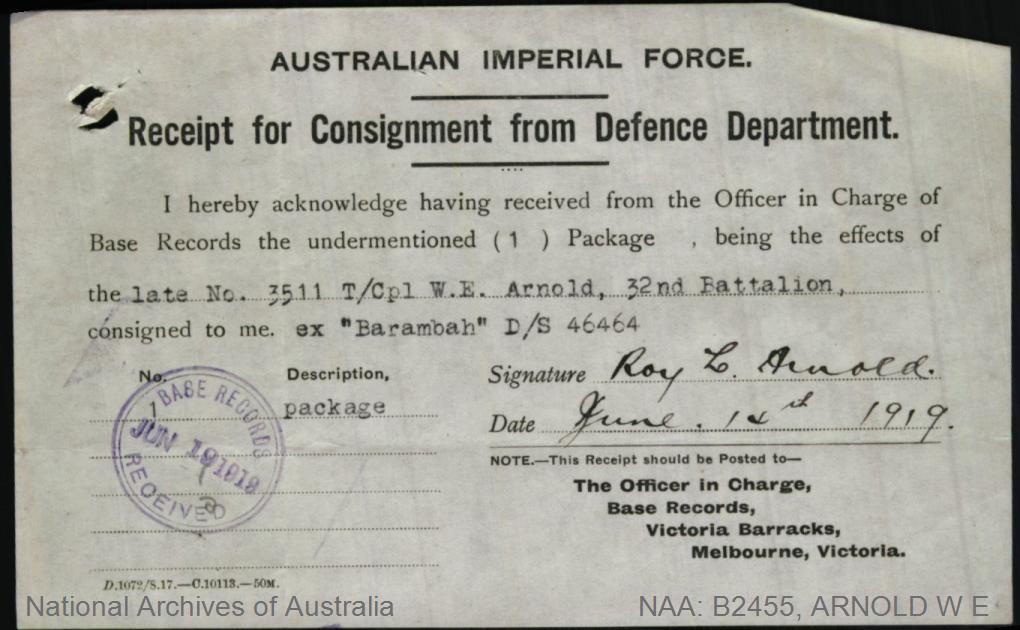 AUSTRALIAN IMPERIAL FORCE.
Receipt for Consignment from Defence Department.
I hereby acknowledge having received from the Officer in Charge of
Base Records the undermentioned ( 1 ) Package , being the effects of
the late No. 3511 T/Cpl W.E. Arnold, 32nd Battalion,
consigned to me. ex "Barambah" D/S 46464
No. Description,
1 package
BASE RECORDS
JUN 19 1919
RECEIVED
Signature Roy L. Arnold.
Date June. 14th 1919.
NOTE.—This Receipt should be Posted to—
The Officer in Charge,
Base Records,
Victoria Barracks,
Melbourne, Victoria.
D.1072/8.17.—C.10113.—50M.
National Archives of Australia
NAA: B2455, ARNOLD W E